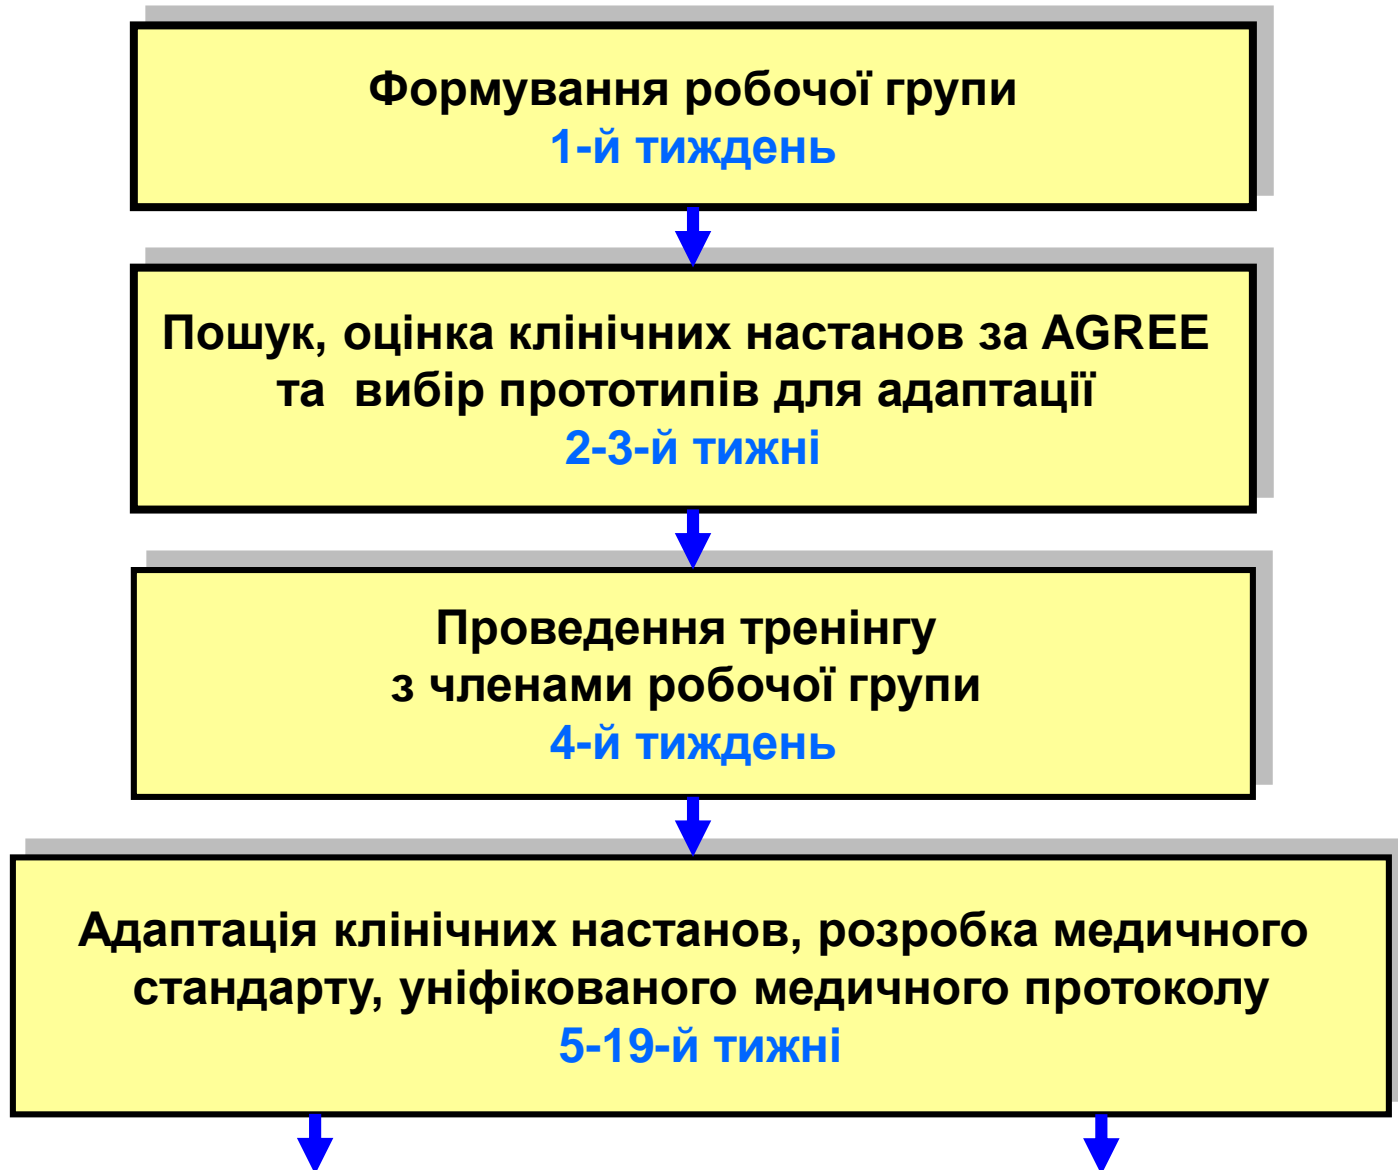 Формування робочої групи
1-й тиждень
Пошук, оцінка клінічних настанов за AGREE
та вибір прототипів для адаптації
2-3-й тижні
Проведення тренінгу
з членами робочої групи
4-й тиждень
Адаптація клінічних настанов, розробка медичного
стандарту, уніфікованого медичного протоколу
5-19-й тижні